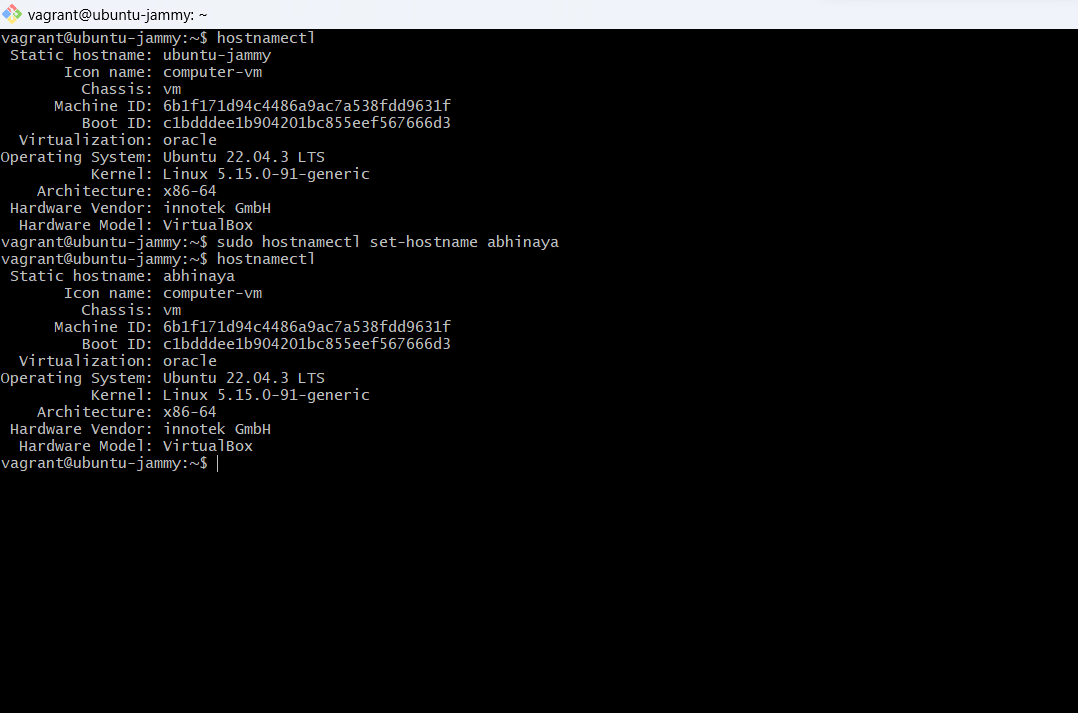 vagrant@ubuntu-jammy: ~
vagrant@ubuntu-jammy:~$ hostnamectl
 Static hostname: ubuntu-jammy
       Icon name: computer-vm
         Chassis: vm
      Machine ID: 6b1f171d94c4486a9ac7a538fdd9631f
         Boot ID: c1bdddee1b904201bc855eef567666d3
  Virtualization: oracle
Operating System: Ubuntu 22.04.3 LTS
          Kernel: Linux 5.15.0-91-generic
    Architecture: x86-64
 Hardware Vendor: innotek GmbH
  Hardware Model: VirtualBox
vagrant@ubuntu-jammy:~$ sudo hostnamectl set-hostname abhinaya
vagrant@ubuntu-jammy:~$ hostnamectl
 Static hostname: abhinaya
       Icon name: computer-vm
         Chassis: vm
      Machine ID: 6b1f171d94c4486a9ac7a538fdd9631f
         Boot ID: c1bdddee1b904201bc855eef567666d3
  Virtualization: oracle
Operating System: Ubuntu 22.04.3 LTS
          Kernel: Linux 5.15.0-91-generic
    Architecture: x86-64
 Hardware Vendor: innotek GmbH
  Hardware Model: VirtualBox
vagrant@ubuntu-jammy:~$